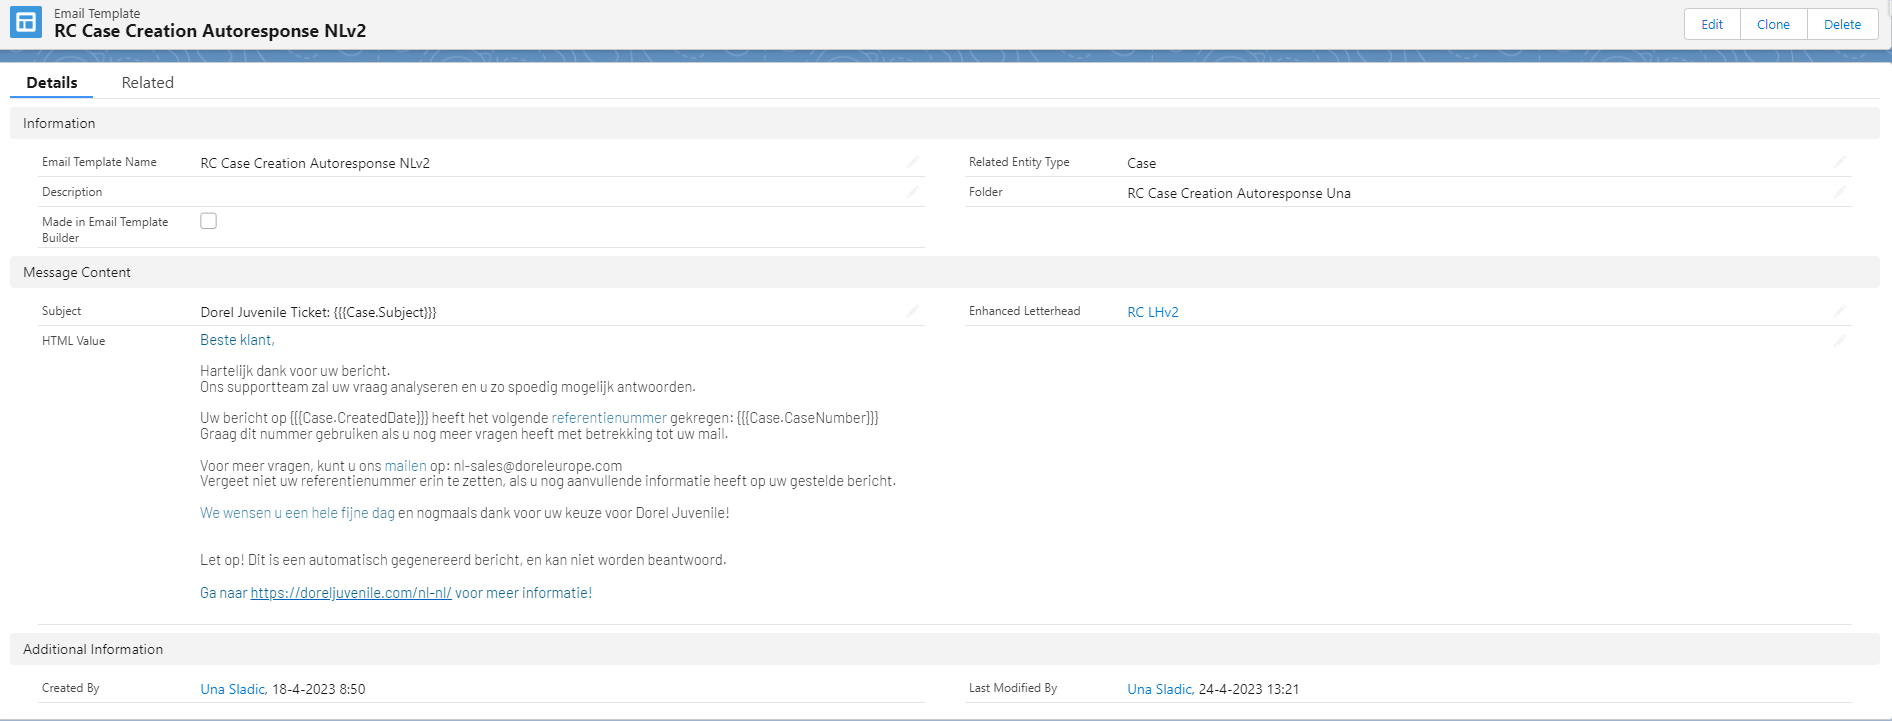 Email Template
RC Case Creation Autoresponse NLv2
Edit
Clone
Delete
Details
Related
Information
Email Template Name
RC Case Creation Autoresponse NLv2
Related Entity Type
Case
Description
Folder
RC Case Creation Autoresponse Una
Made in Email Template
Builder
Message Content
Subject
Dorel Juvenile Ticket: {{{Case.Subject}}}
Enhanced Letterhead
RC LHv2
HTML Value
Beste klant,
Hartelijk dank voor uw bericht.
Ons supportteam zal uw vraag analyseren en u zo spoedig mogelijk antwoorden.
Uw bericht op {{{Case.CreatedDate}}} heeft het volgende referentienummer gekregen: {{{Case.CaseNumber}}}
Graag dit nummer gebruiken als u nog meer vragen heeft met betrekking tot uw mail.
Voor meer vragen, kunt u ons mailen op: nl-sales@doreleurope.com
Vergeet niet uw referentienummer erin te zetten, als u nog aanvullende informatie heeft op uw gestelde bericht.
We wensen u een hele fijne dag en nogmaals dank voor uw keuze voor Dorel Juvenile!
Let op! Dit is een automatisch gegenereerd bericht, en kan niet worden beantwoord.
Ga naar https://doreljuvenile.com/nl-nl/ voor meer informatie!
Additional Information
Created By
Una Sladic, 18-4-2023 8:50
Last Modified By
Una Sladic, 24-4-2023 13:21